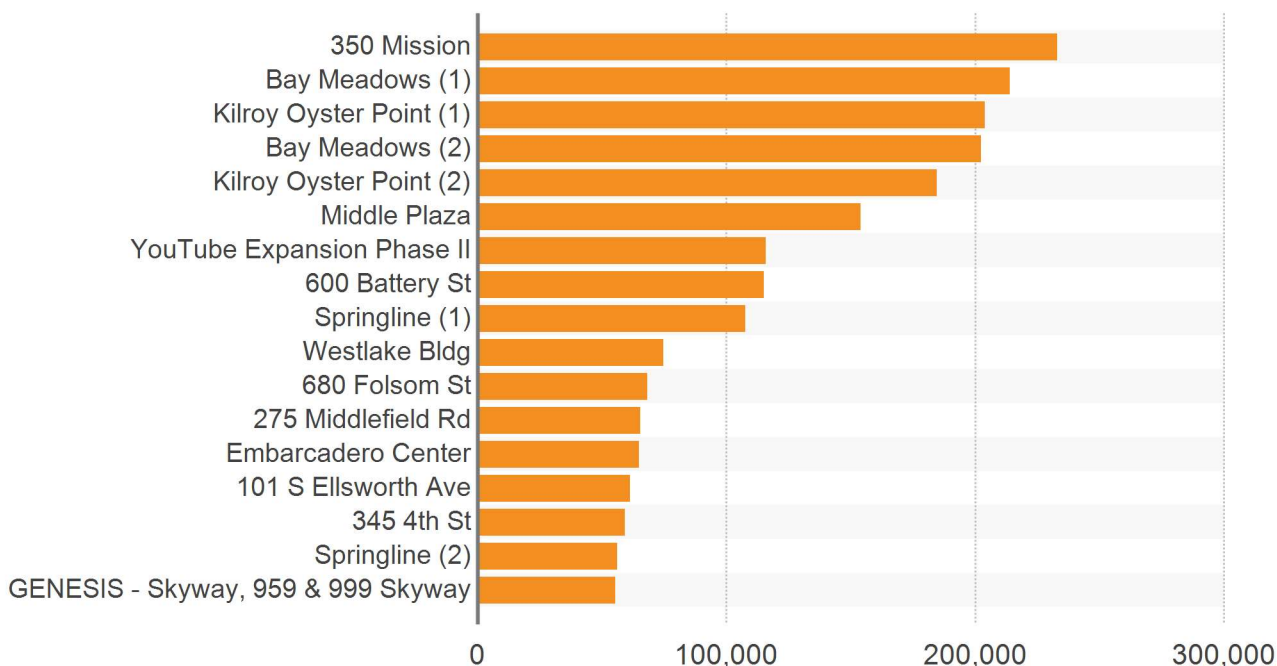 350 Mission
Bay Meadows (1)
Kilroy Oyster Point (1)
Bay Meadows (2)
Kilroy Oyster Point (2)
Middle Plaza
YouTube Expansion Phase II
600 Battery St
Springline (1)
Westlake Bldg
680 Folsom St
275 Middlefield Rd
Embarcadero Center
101 S Ellsworth Ave
345 4th St
Springline (2)
GENESIS - Skyway, 959 & 999 Skyway
0 100,000 200,000 300,000